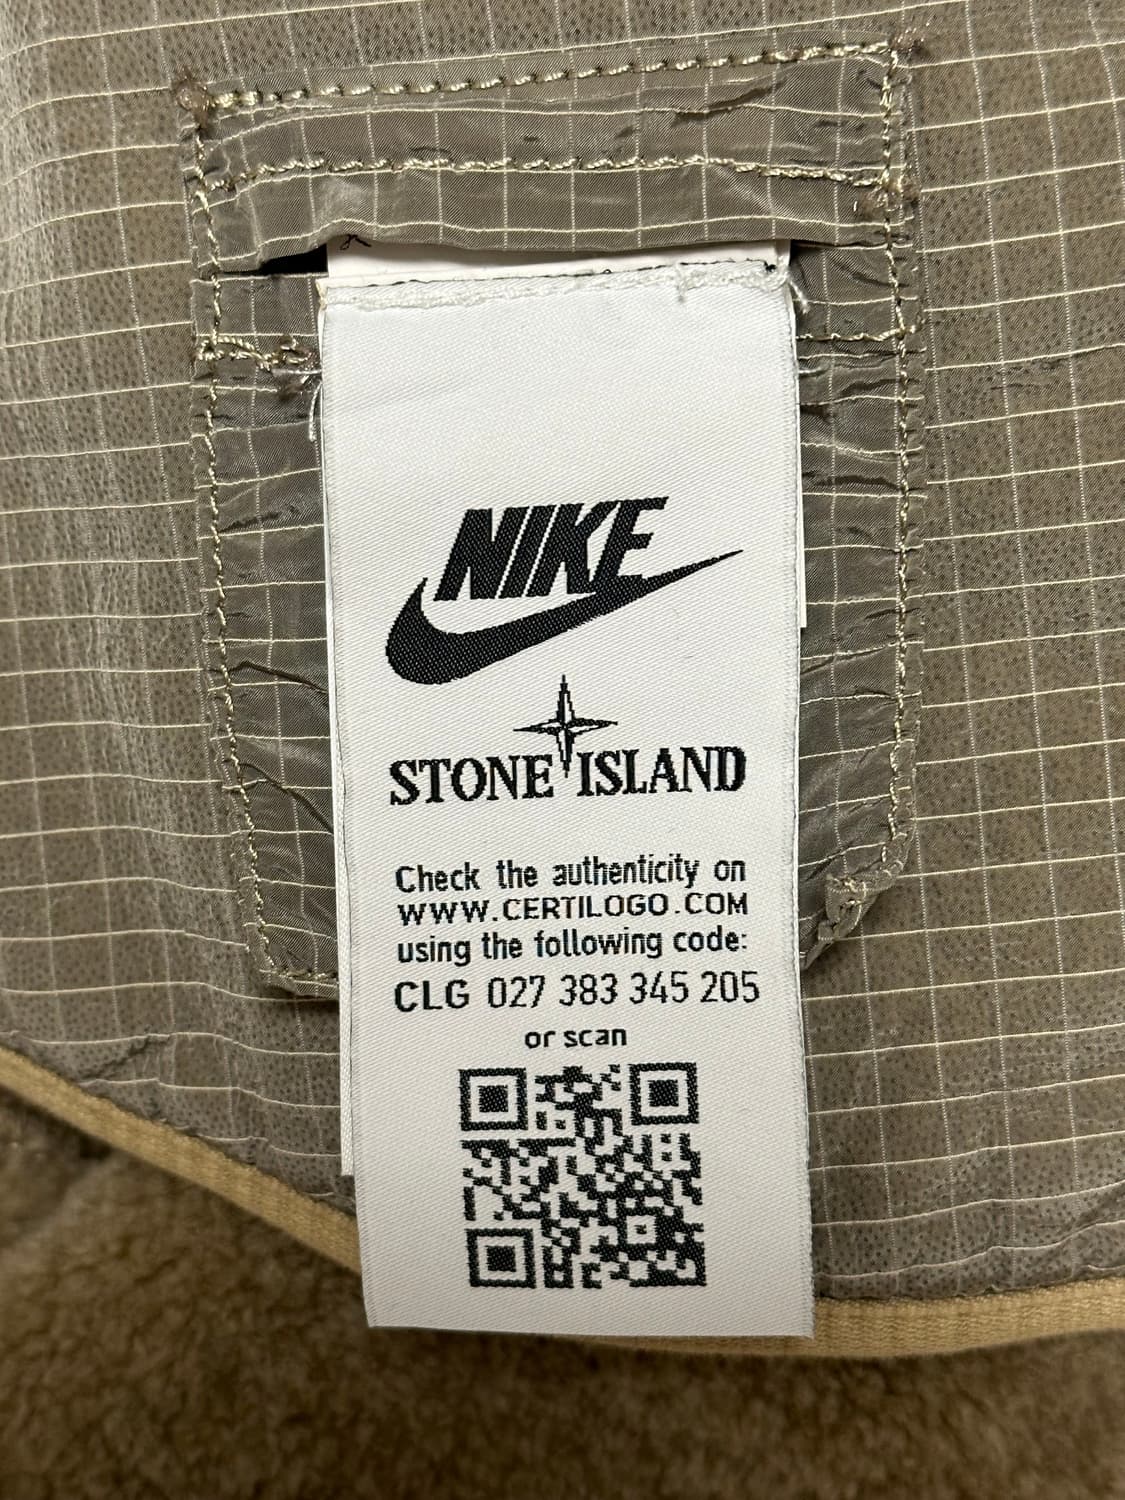 NIKE
STONE ISLAND
Check the authenticity on
WWW.CERTILOGO.COM
using the following code:
CLG 027 383 345 205
or scan